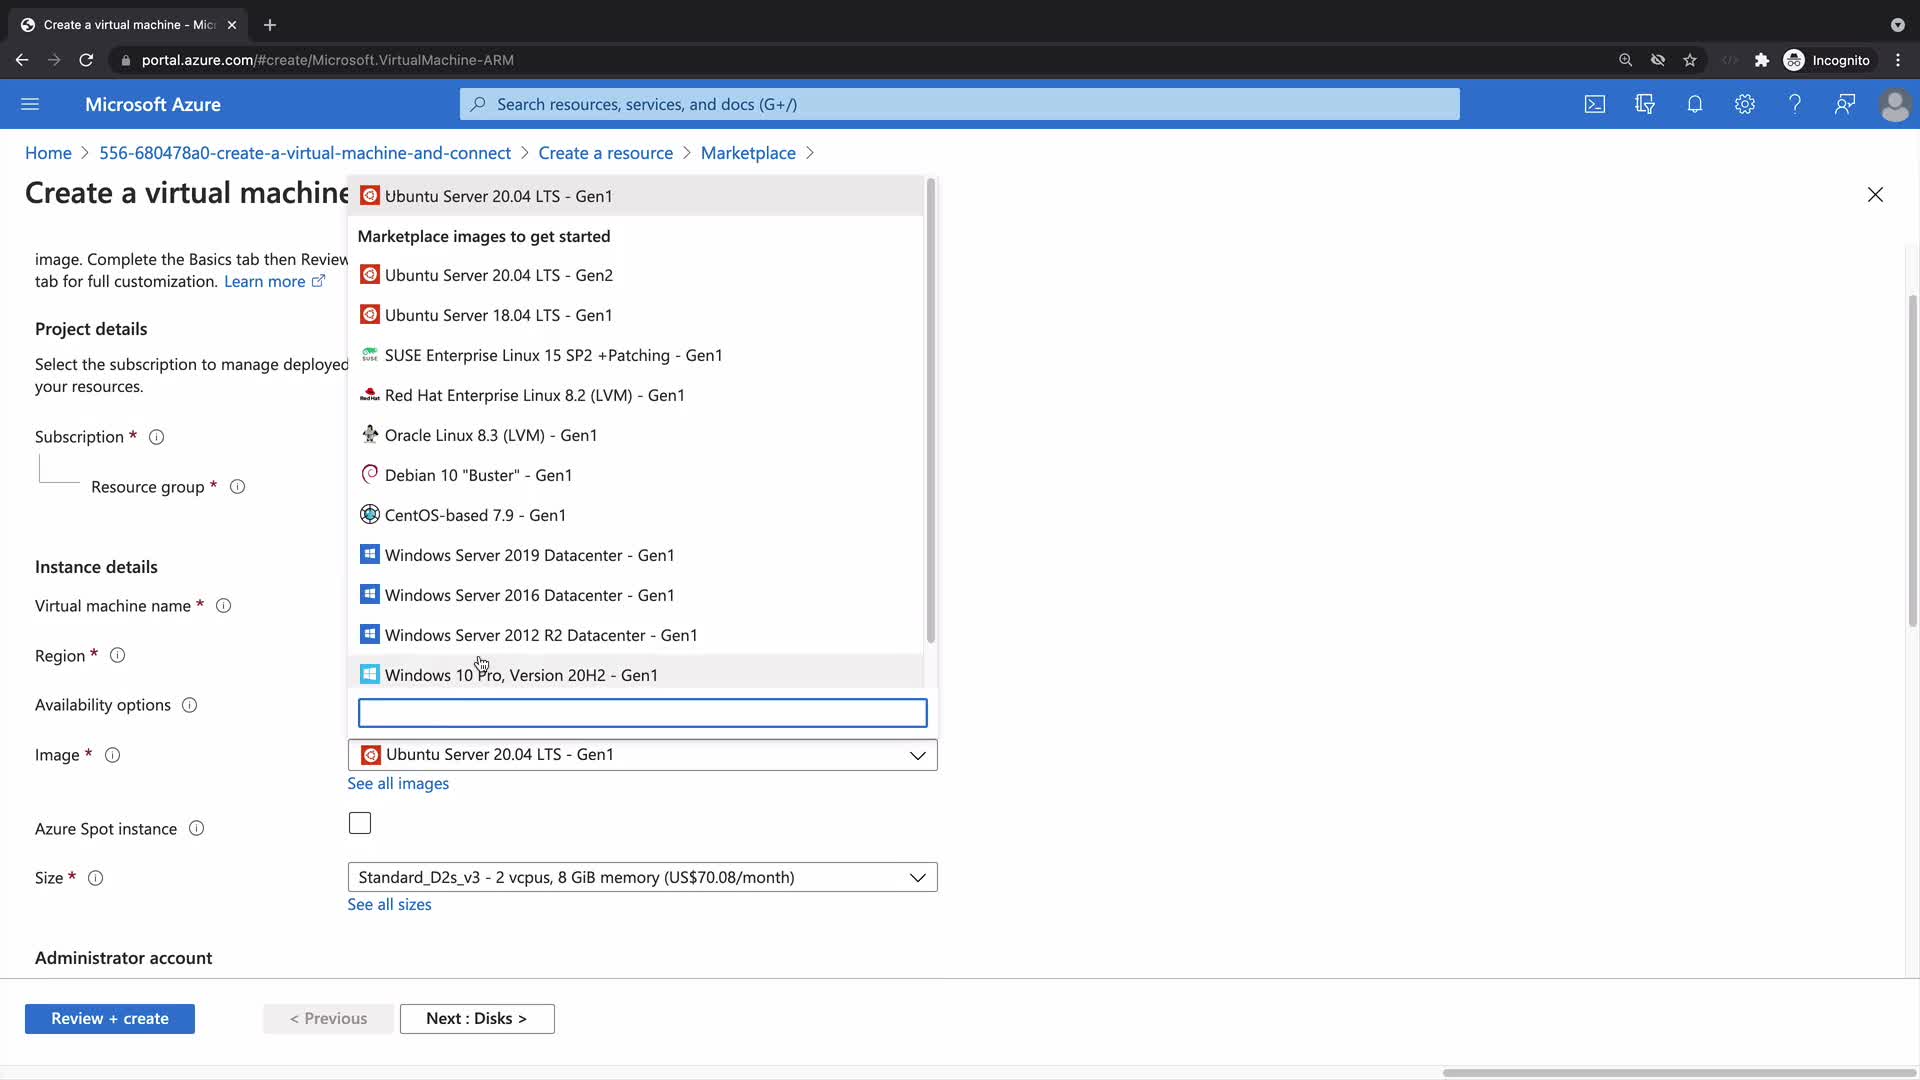 Create a virtual machine - Mic
portal.azure.com/#create/Microsoft.VirtualMachine-ARM
Incognito
Microsoft Azure
Search resources, services, and docs (G+/)
Home > 556-680478a0-create-a-virtual-machine-and-connect > Create a resource > Marketplace >
Create a virtual machine
image. Complete the Basics tab then Review
tab for full customization. Learn more
Project details
Select the subscription to manage deployed
your resources.
Subscription *
Resource group *
Instance details
Virtual machine name *
Region *
Availability options
Image *
Ubuntu Server 20.04 LTS - Gen1
Marketplace images to get started
Ubuntu Server 20.04 LTS - Gen2
Ubuntu Server 18.04 LTS - Gen1
SUSE Enterprise Linux 15 SP2 +Patching - Gen1
Red Hat Enterprise Linux 8.2 (LVM) - Gen1
Oracle Linux 8.3 (LVM) - Gen1
Debian 10 "Buster" - Gen1
CentOS-based 7.9 - Gen1
Windows Server 2019 Datacenter - Gen1
Windows Server 2016 Datacenter - Gen1
Windows Server 2012 R2 Datacenter - Gen1
Windows 10 Pro, Version 20H2 - Gen1
Ubuntu Server 20.04 LTS - Gen1
See all images
Azure Spot instance
Size *
Standard_D2s_v3 - 2 vcpus, 8 GiB memory (US$70.08/month)
See all sizes
Administrator account
Review + create
< Previous
Next : Disks >